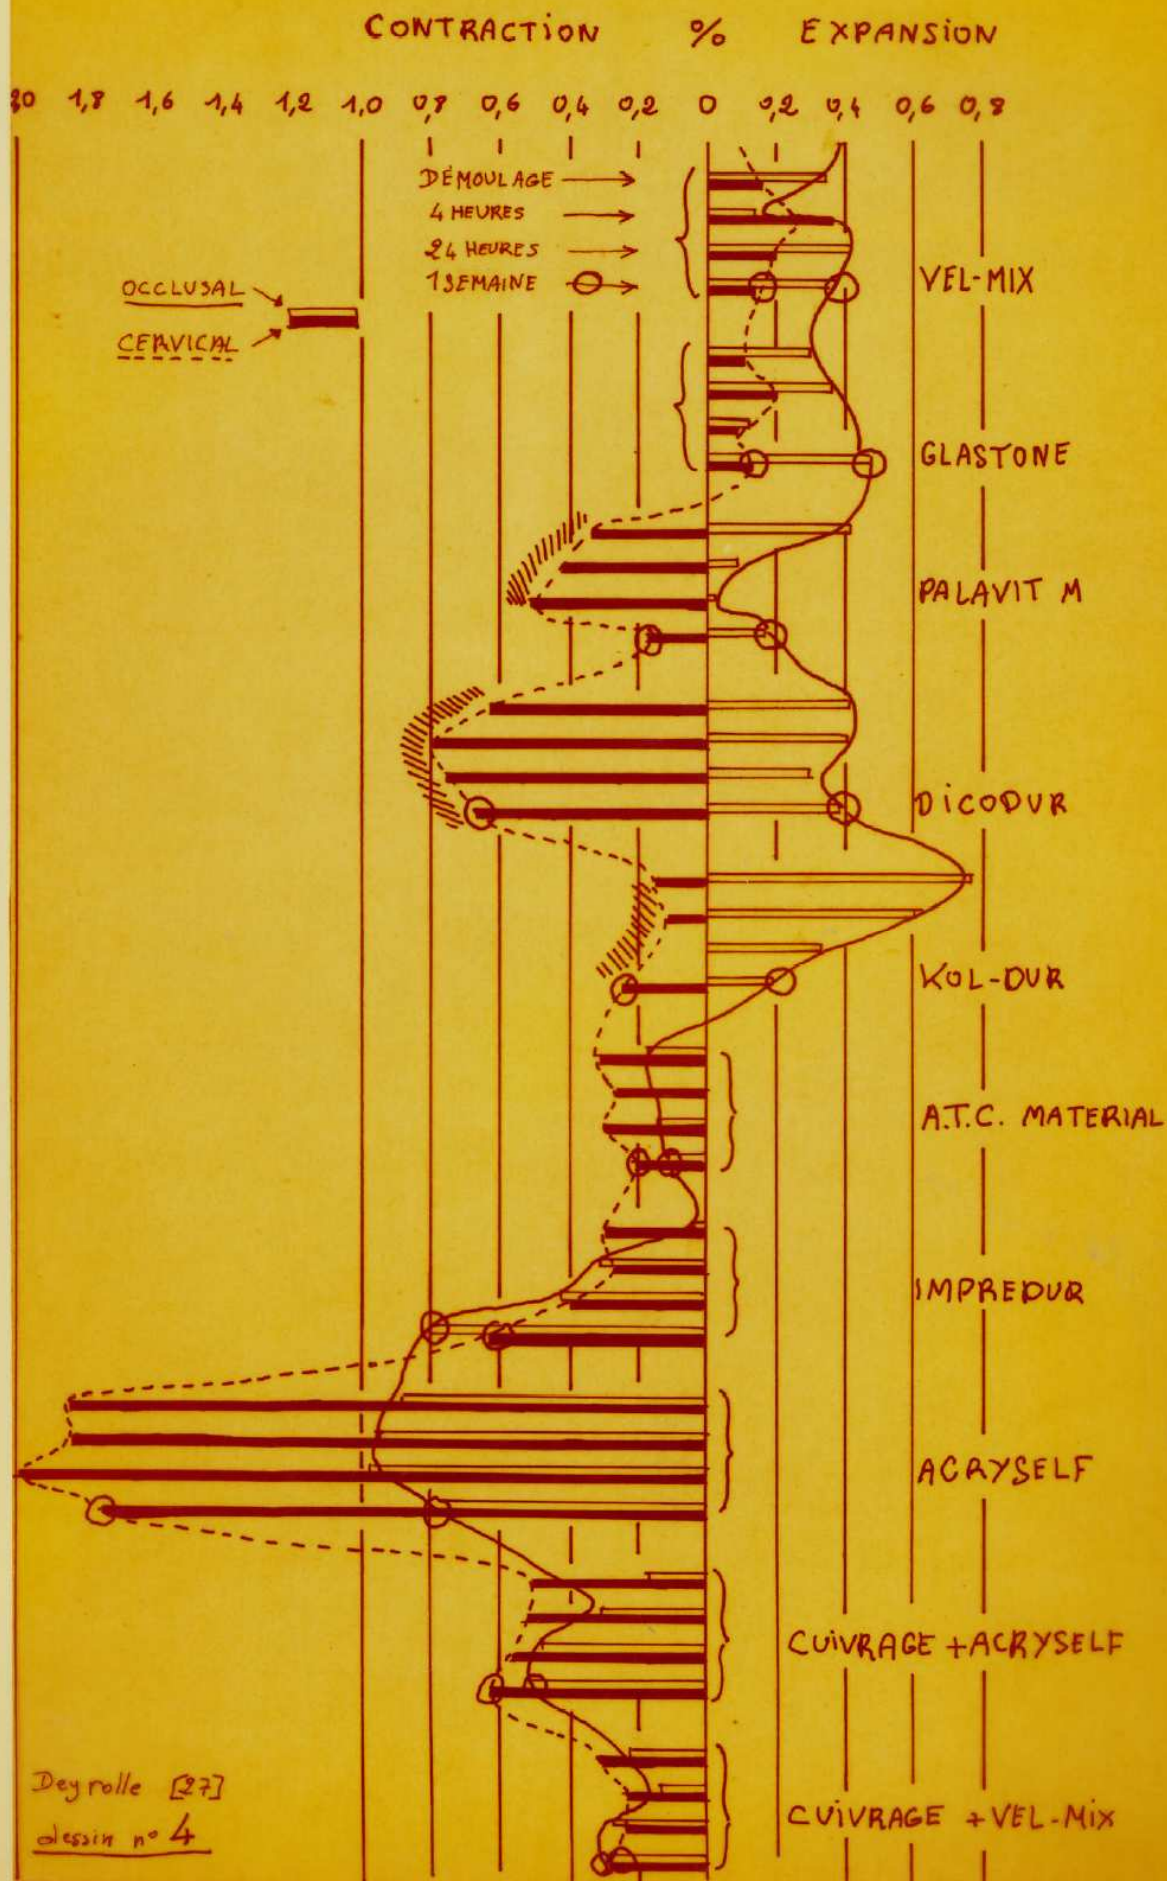 CONTRACTION % EXPANSION
20 1,8 1,6 1,4 1,2 1,0 0,8 0,6 0,4 0,2 0 0,2 0,4 0,6 0,8
DÉMOULAGE
4 HEURES
24 HEURES
1 SEMAINE
OCCLUSAL
CERVICAL
VEL-MIX
GLASTONE
PALAVIT M
DICODUR
KOL-DUR
A.T.C. MATERIAL
IMPREDUR
ACRYSELF
CUIVRAGE + ACRYSELF
CUIVRAGE + VEL-MIX
Deyrolle [27]
dessin n° 4